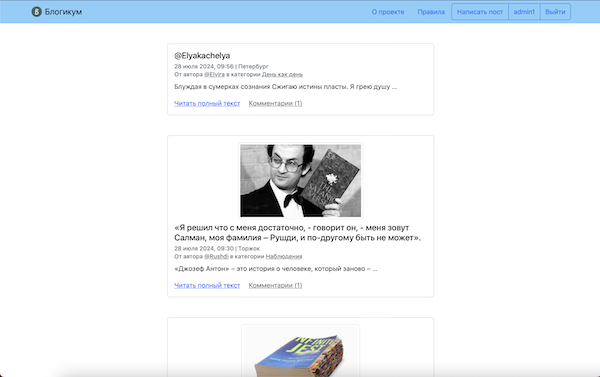 Блогикум
О проекте
Правила
Написать пост
admin1
Выйти
@Elyakachelya
28 июля 2024, 09:56 | Петербург
От автора @Elvira в категории День как день
Блуждая в сумерках сознания Сжигаю истины пласты. Я грею душу ...
Читать полный текст Комментарии (1)
«Я решил что с меня достаточно, - говорит он, - меня зовут
Салман, моя фамилия – Рушди, и по-другому быть не может».
28 июля 2024, 09:30 | Торжок
От автора @Rushdi в категории Наблюдения
«Джозеф Антон» – это история о человеке, который заново – ...
Читать полный текст Комментарии (1)
INFINITE
JEST